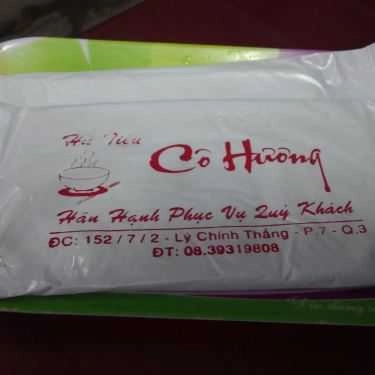 Hủ Tiếu
Cô Hương
Hân Hạnh Phục Vụ Quý Khách
ĐC: 152 / 7 / 2 - Lý Chính Thắng - P.7 - Q.3
ĐT: 08.39319808